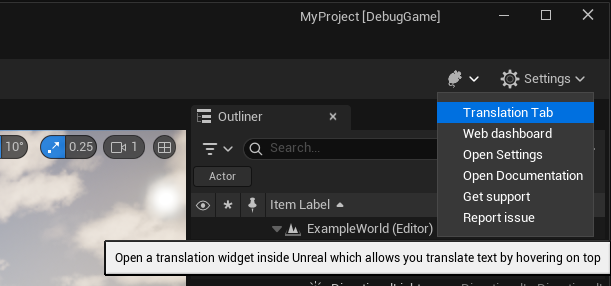 MyProject [DebugGame]
Settings
Translation Tab
Web dashboard
Open Settings
Open Documentation
Get support
Report issue
Outliner
10°
0.25
1
Search...
Actor
Item Label
ExampleWorld (Editor)
Open a translation widget inside Unreal which allows you translate text by hovering on top